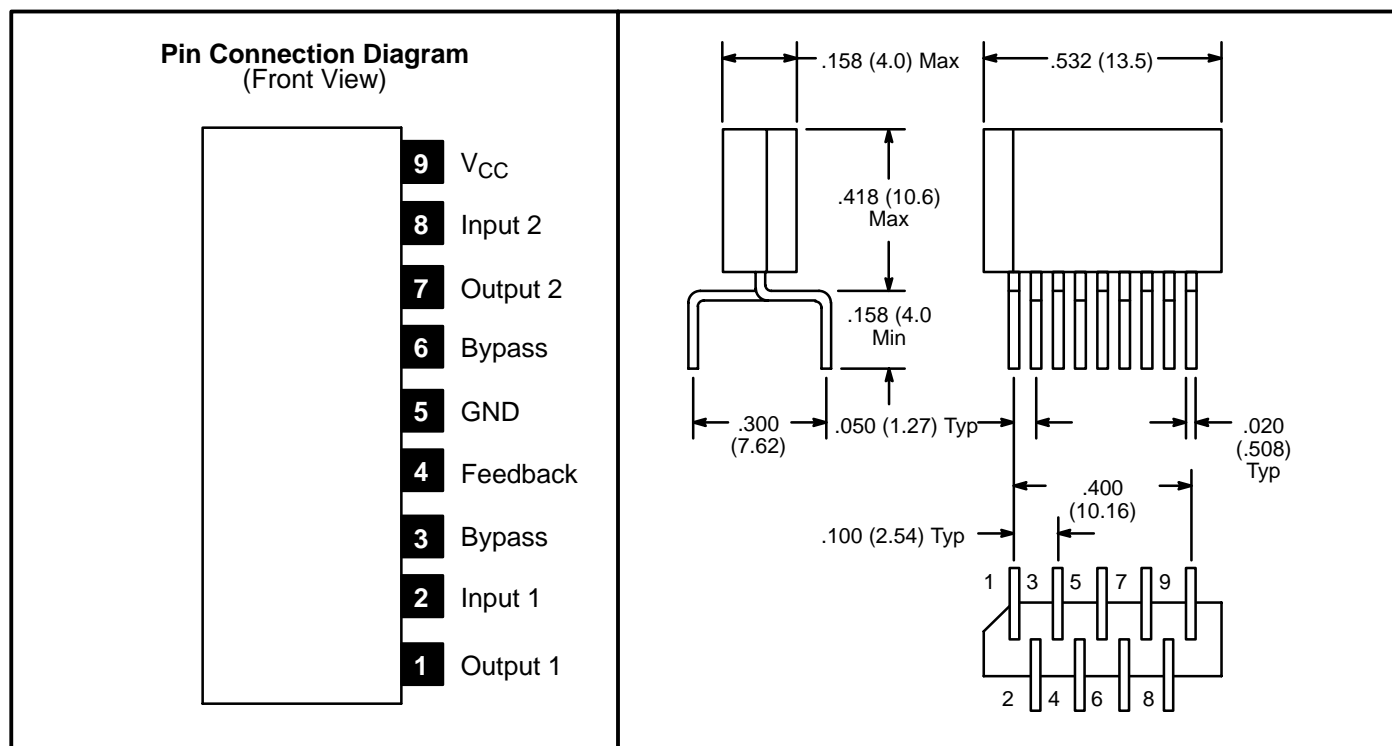 Pin Connection Diagram
(Front View)
9 VCC
8 Input 2
7 Output 2
6 Bypass
5 GND
4 Feedback
3 Bypass
2 Input 1
1 Output 1
.158 (4.0) Max
.532 (13.5)
.418 (10.6)
Max
.158 (4.0
Min
.300
(7.62)
.050 (1.27) Typ
.020
(.508)
Typ
.400
(10.16)
.100 (2.54) Typ
1 3 5 7 9
2 4 6 8